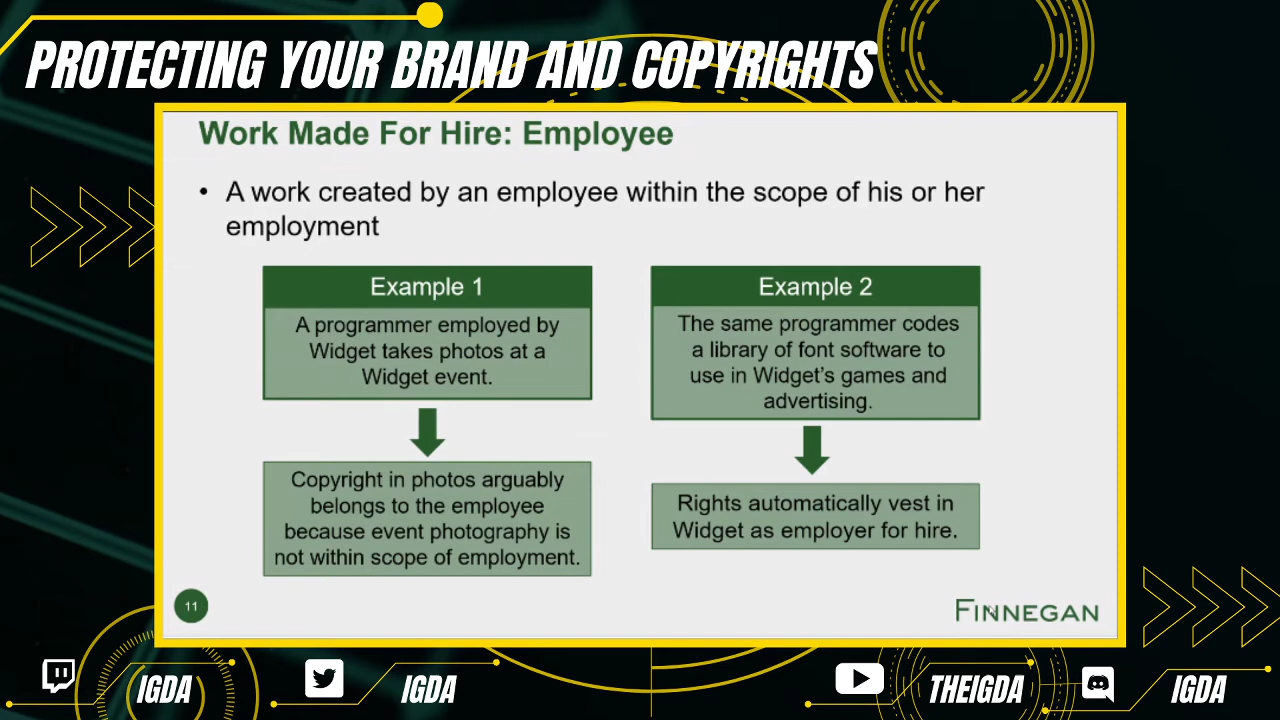 PROTECTING YOUR BRAND AND COPYRIGHTS
Work Made For Hire: Employee
• A work created by an employee within the scope of his or her
employment
Example 1
A programmer employed by
Widget takes photos at a
Widget event.
Copyright in photos arguably
belongs to the employee
because event photography is
not within scope of employment.
Example 2
The same programmer codes
a library of font software to
use in Widget's games and
advertising.
Rights automatically vest in
Widget as employer for hire.
11
FINNEGAN
IGDA
IGDA
THEIGDA
IGDA